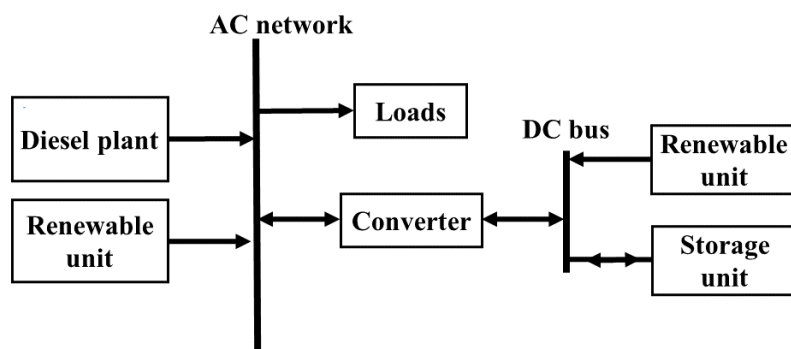 AC network
Diesel plant
Loads
DC bus
Renewable
unit
Renewable
unit
Converter
Storage
unit